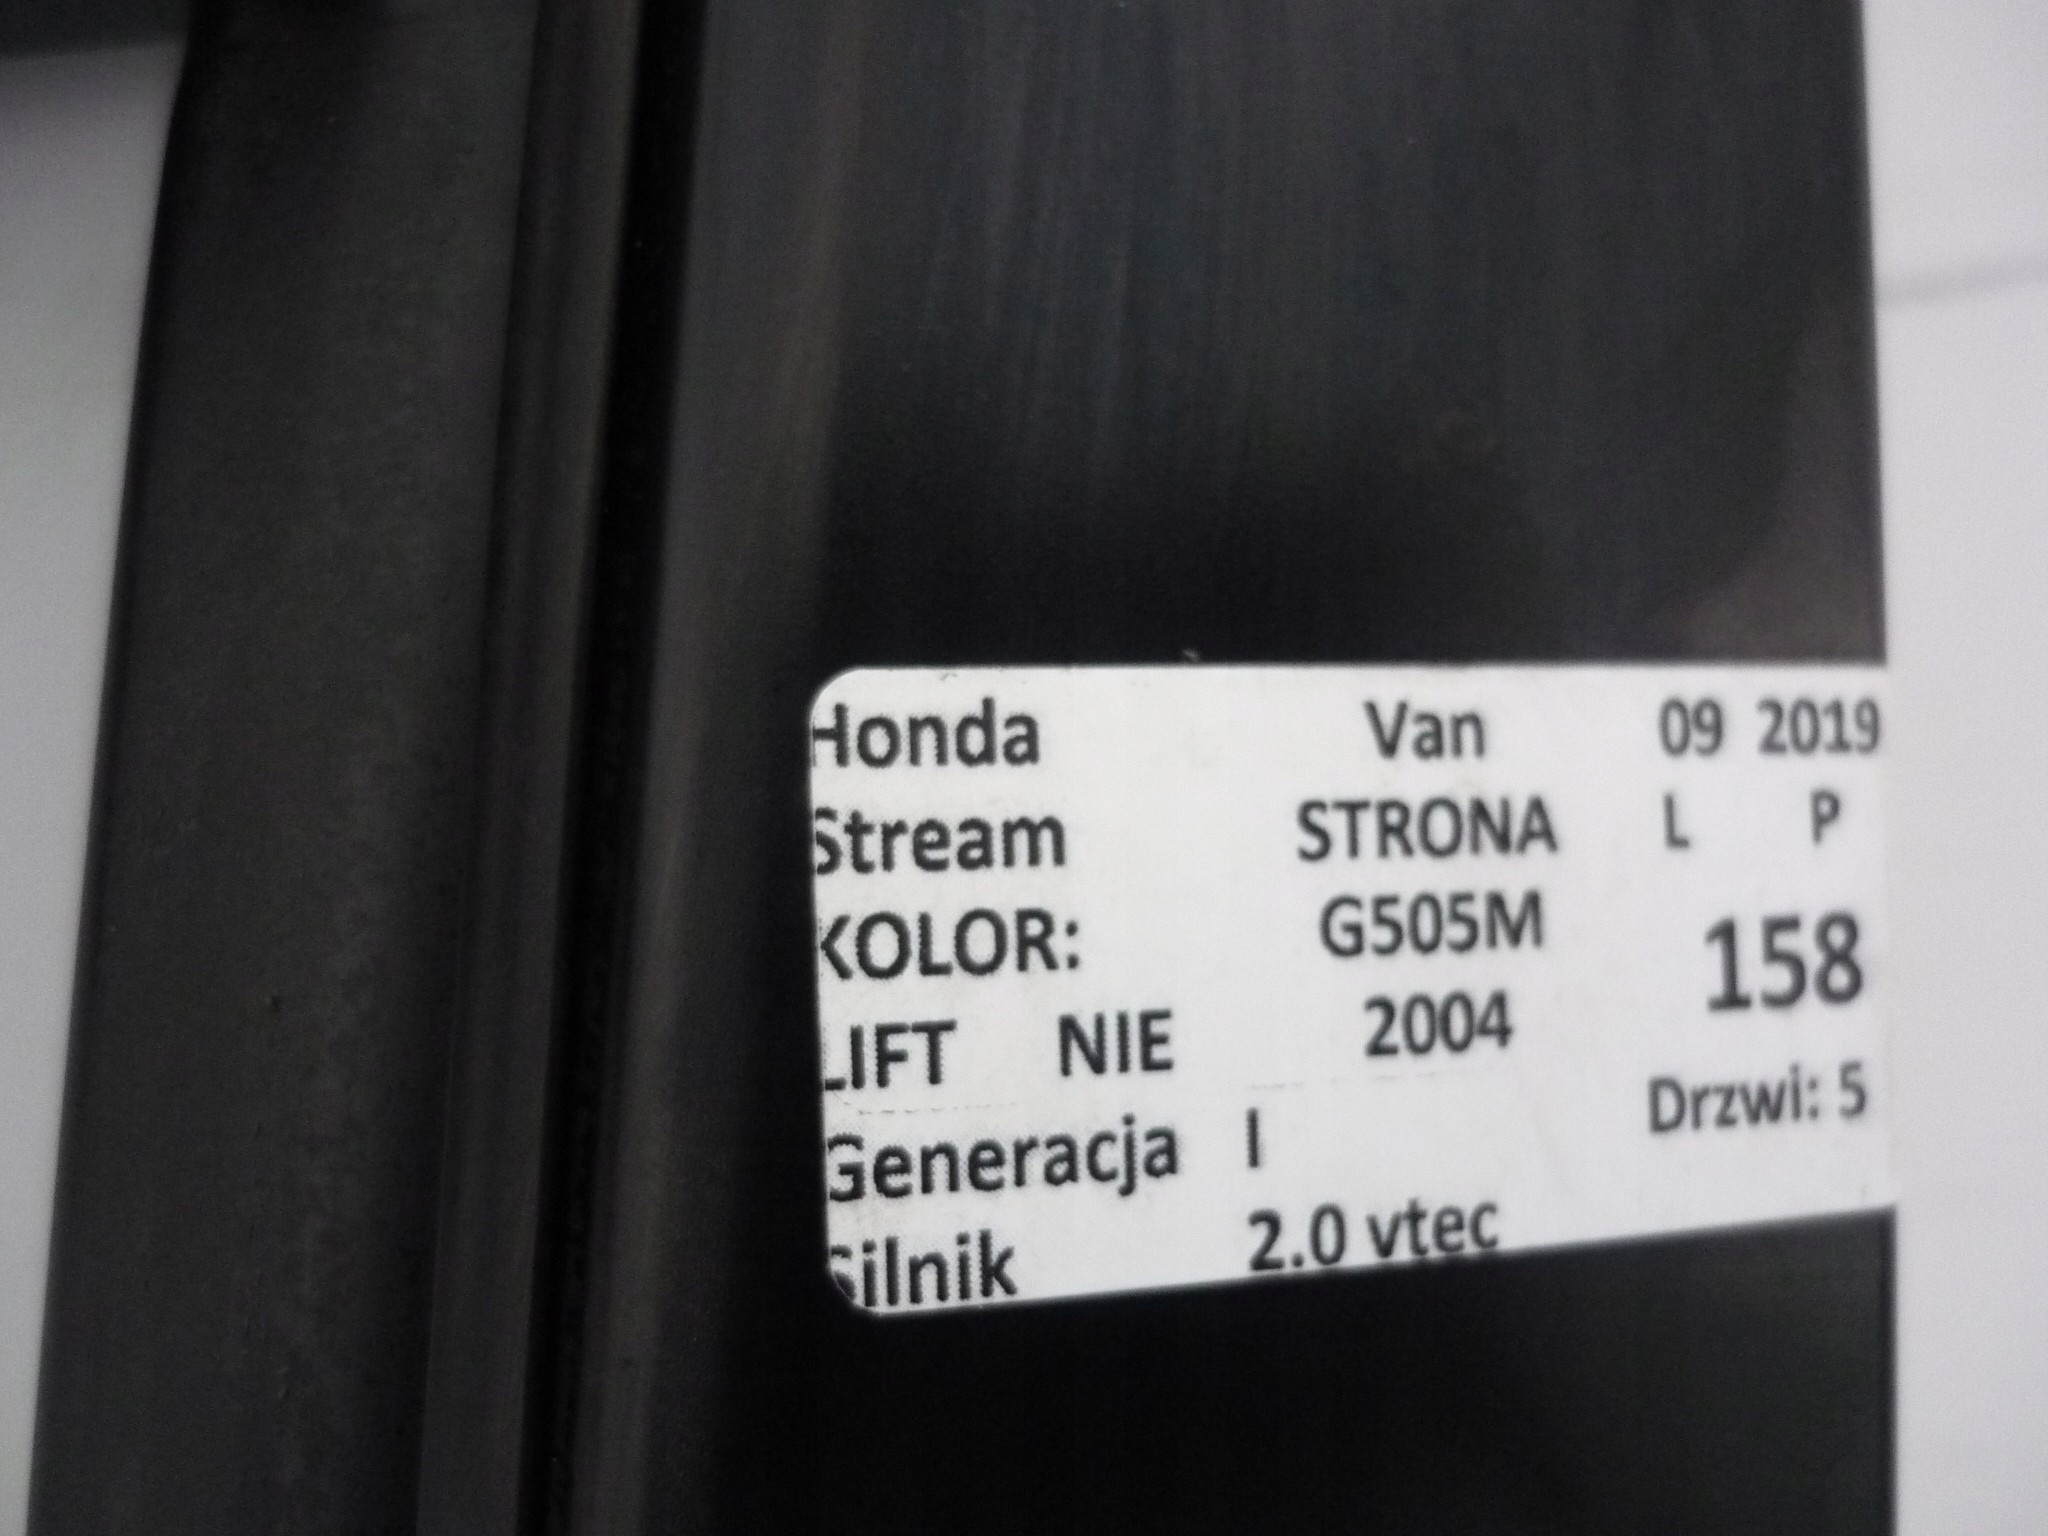 Honda Van 09 2019
Stream STRONA L P
KOLOR: G505M 158
LIFT NIE 2004
Generacja I Drzwi: 5
Silnik 2.0 vtec